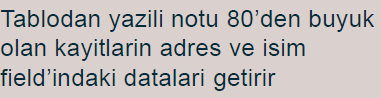 Tablodan yazili notu 80’den buyuk
olan kayitlarin adres ve isim
field’indaki datalari getirir